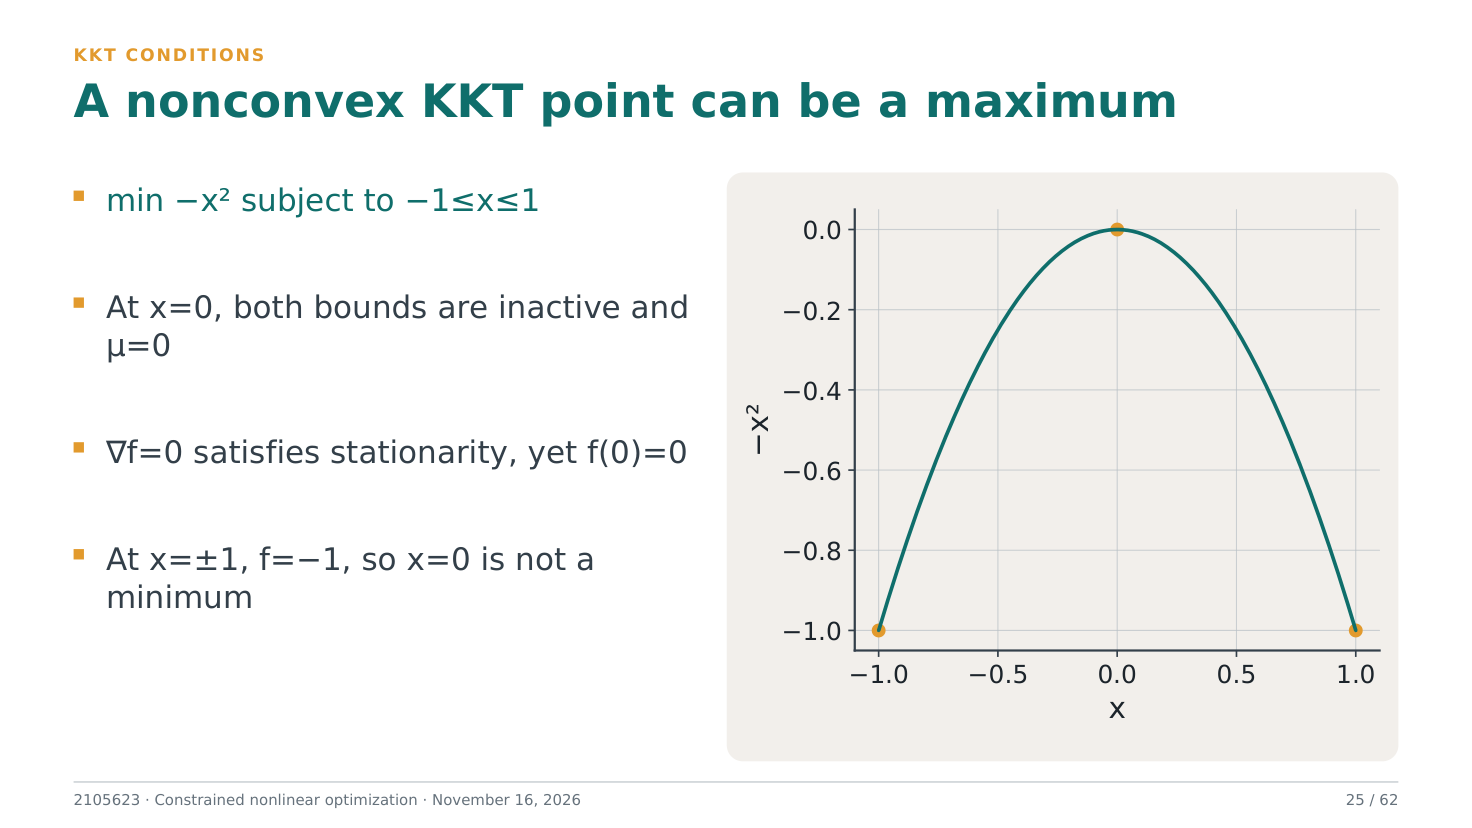 KKT CONDITIONS
A nonconvex KKT point can be a maximum
min −x² subject to −1≤x≤1
At x=0, both bounds are inactive and
μ=0
∇f=0 satisfies stationarity, yet f(0)=0
At x=±1, f=−1, so x=0 is not a
minimum
0.0
−0.2
−0.4
−0.6
−0.8
−1.0
−x²
−1.0 −0.5 0.0 0.5 1.0
x
2105623 · Constrained nonlinear optimization · November 16, 2026
25 / 62